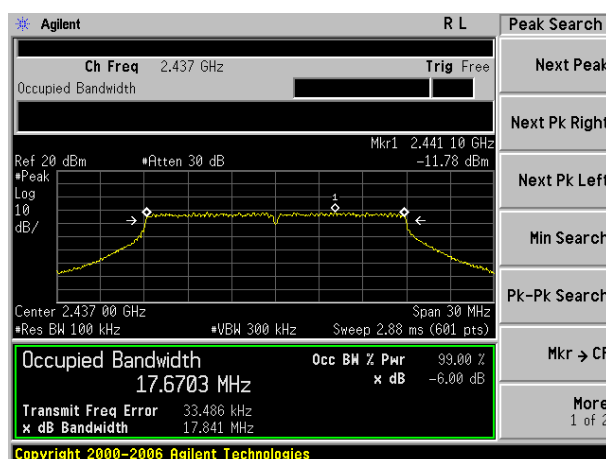 Agilent R L Peak Search
Ch Freq 2.437 GHz Trig Free
Occupied Bandwidth
Next Peak
Next Pk Right
Next Pk Left
Min Search
Pk-Pk Search
Mkr → CF
More
1 of 2
Mkr1 2.441 10 GHz
Ref 20 dBm #Atten 30 dB -11.78 dBm
#Peak
Log
10
dB/
1
Center 2.437 00 GHz Span 30 MHz
#Res BW 100 kHz #VBW 300 kHz Sweep 2.88 ms (601 pts)
Occupied Bandwidth Occ BW % Pwr 99.00 %
17.6703 MHz x dB -6.00 dB
Transmit Freq Error 33.486 kHz
x dB Bandwidth 17.841 MHz
Copyright 2000-2006 Agilent Technologies